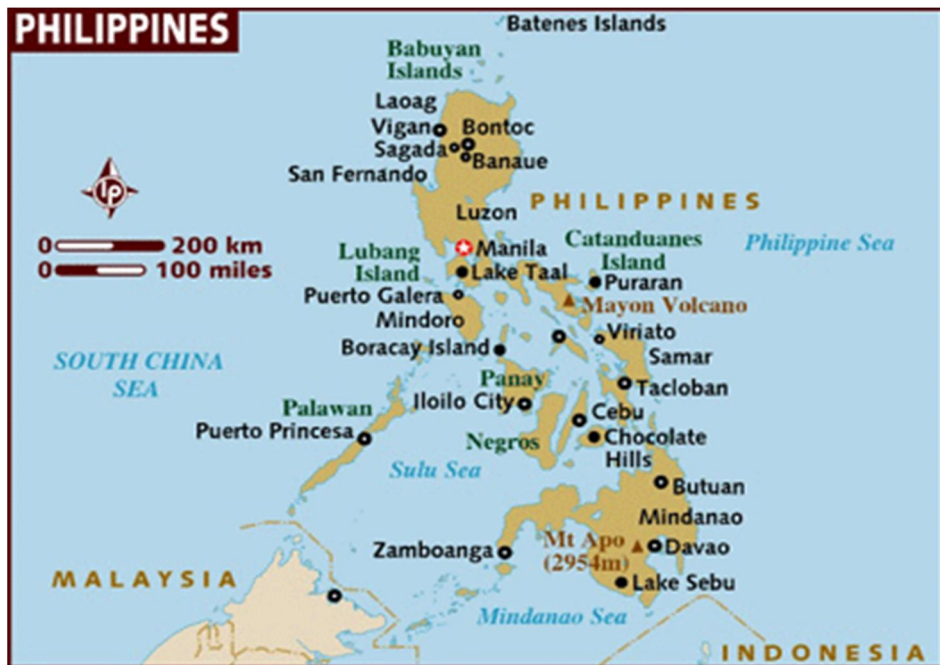 PHILIPPINES
Batenes Islands
Babuyan
Islands
Laoag
Vigan
Bontoc
Sagada
Banaue
San Fernando
Luzon
PHILIPPINES
lp
0 200 km
0 100 miles
Manila
Lubang
Island
Lake Taal
Catanduanes
Island
Philippine Sea
Puraran
Puerto Galera
Mayon Volcano
Mindoro
Viriato
Boracay Island
Samar
SOUTH CHINA
SEA
Panay
Tacloban
Palawan
Iloilo City
Cebu
Puerto Princesa
Negros
Chocolate
Hills
Sulu Sea
Butuan
Mindanao
Zamboanga
Mt Apo
(2954m)
Davao
MALAYSIA
Lake Sebu
Mindanao Sea
INDONESIA